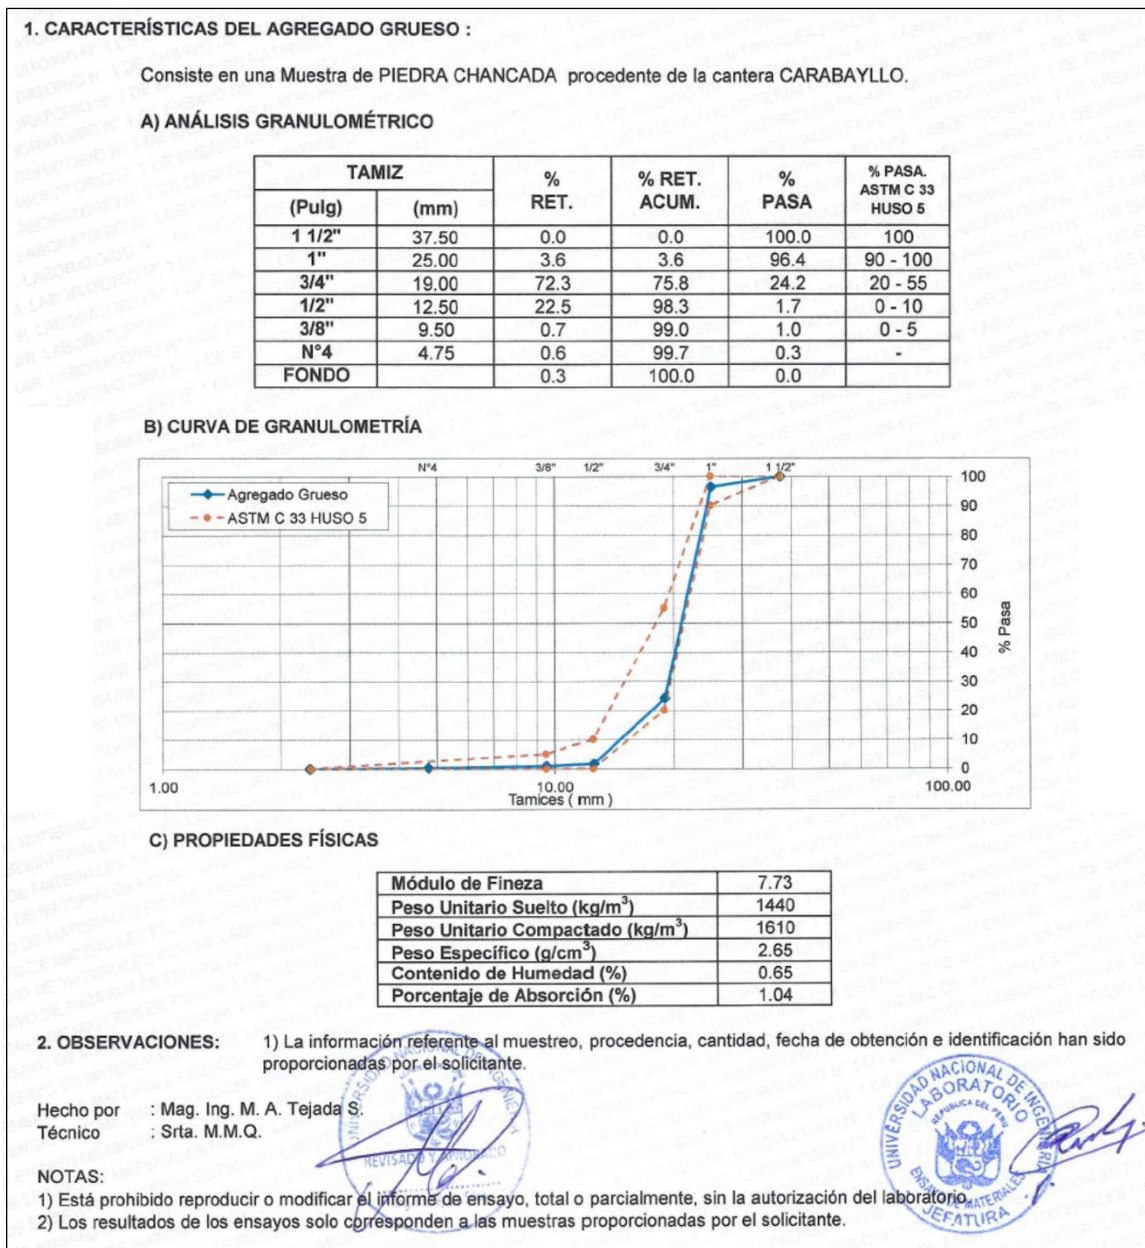 1. CARACTERÍSTICAS DEL AGREGADO GRUESO :
Consiste en una Muestra de PIEDRA CHANCADA procedente de la cantera CARABAYLLO.
A) ANÁLISIS GRANULOMÉTRICO
TAMIZ % RET. % RET. ACUM. % PASA % PASA. ASTM C 33 HUSO 5
(Pulg) (mm)
1 1/2" 37.50 0.0 0.0 100.0 100
1" 25.00 3.6 3.6 96.4 90 - 100
3/4" 19.00 72.3 75.8 24.2 20 - 55
1/2" 12.50 22.5 98.3 1.7 0 - 10
3/8" 9.50 0.7 99.0 1.0 0 - 5
N°4 4.75 0.6 99.7 0.3 -
FONDO 0.3 100.0 0.0
B) CURVA DE GRANULOMETRÍA
N°4 3/8" 1/2" 3/4" 1" 1 1/2"
Agregado Grueso
ASTM C 33 HUSO 5
100
90
80
70
60
50
40
30
20
10
0
% Pasa
1.00 10.00 100.00
Tamices ( mm )
C) PROPIEDADES FÍSICAS
Módulo de Fineza 7.73
Peso Unitario Suelto (kg/m³) 1440
Peso Unitario Compactado (kg/m³) 1610
Peso Específico (g/cm³) 2.65
Contenido de Humedad (%) 0.65
Porcentaje de Absorción (%) 1.04
2. OBSERVACIONES: 1) La información referente al muestreo, procedencia, cantidad, fecha de obtención e identificación han sido
proporcionadas por el solicitante.
Hecho por : Mag. Ing. M. A. Tejada S.
Técnico : Srta. M.M.Q.
UNIVERSIDAD NACIONAL DE INGENIERIA
REVISADO Y APROBADO
UNIVERSIDAD NACIONAL DE INGENIERIA
LABORATORIO
REPUBLICA DEL PERU
ENSAYO DE MATERIALES
JEFATURA
NOTAS:
1) Está prohibido reproducir o modificar el informe de ensayo, total o parcialmente, sin la autorización del laboratorio.
2) Los resultados de los ensayos solo corresponden a las muestras proporcionadas por el solicitante.